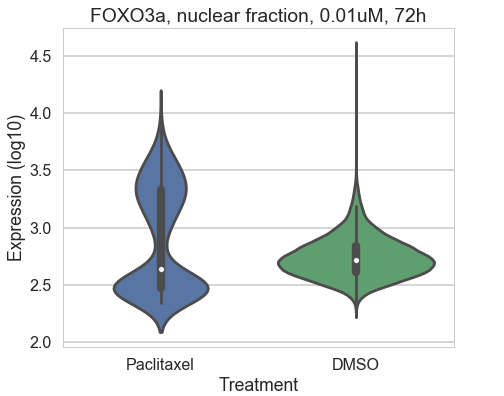 FOXO3a, nuclear fraction, 0.01uM, 72h
Expression (log10)
4.5
4.0
3.5
3.0
2.5
2.0
Paclitaxel DMSO
Treatment